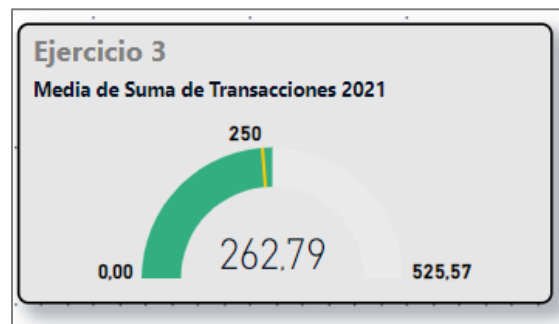 Ejercicio 3
Media de Suma de Transacciones 2021
250
262,79
0,00
525,57